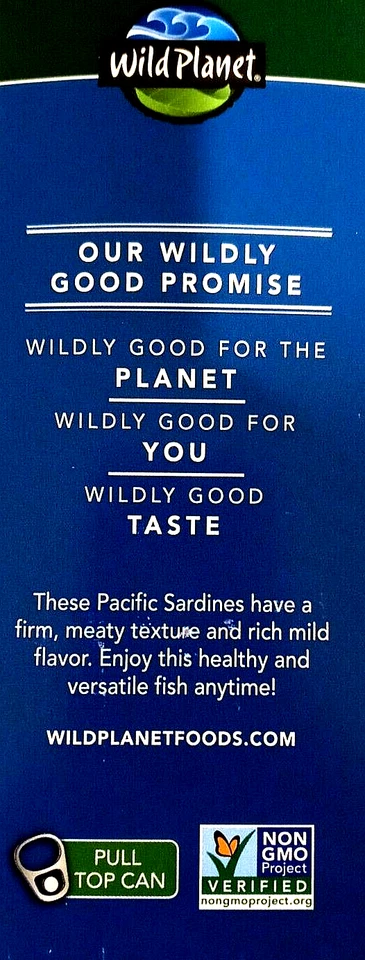 Wild Planet®
OUR WILDLY
GOOD PROMISE
WILDLY GOOD FOR THE
PLANET
WILDLY GOOD FOR
YOU
WILDLY GOOD
TASTE
These Pacific Sardines have a
firm, meaty texture and rich mild
flavor. Enjoy this healthy and
versatile fish anytime!
WILDPLANETFOODS.COM
PULL
TOP CAN
NON
GMO
Project
VERIFIED
nongmoproject.org